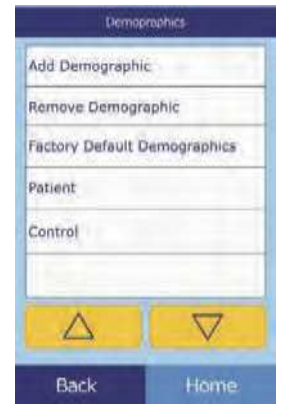 Demographics
Add Demographic
Remove Demographic
Factory Default Demographics
Patient
Control
Back
Home